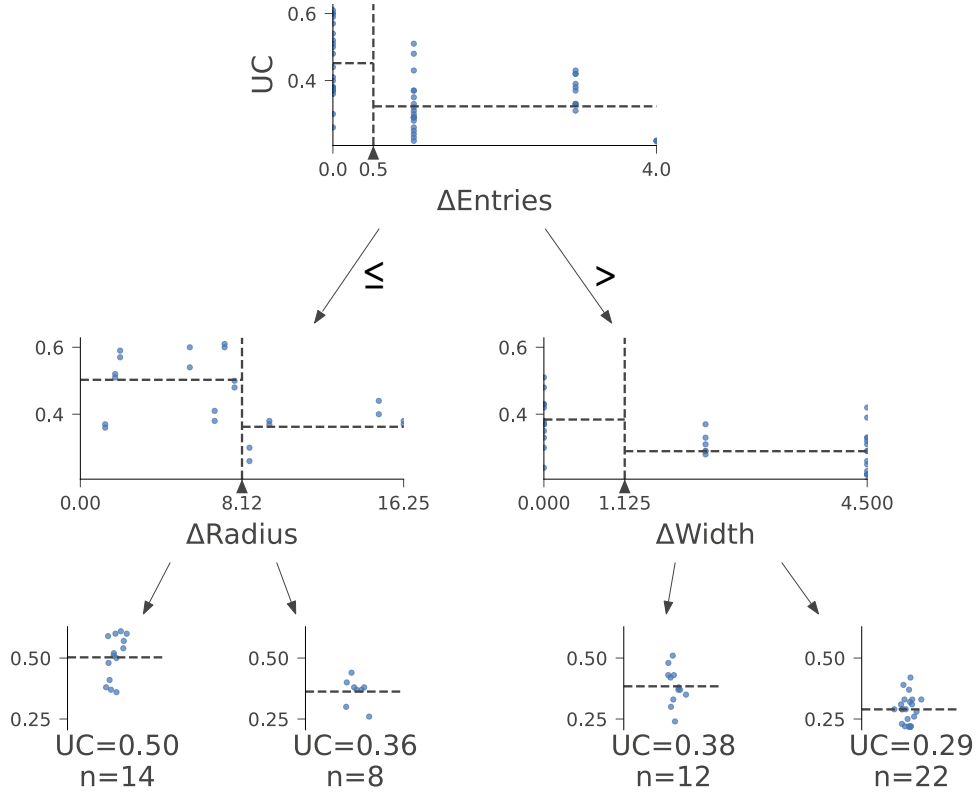 0.6
UC
0.4
0.0 0.5 4.0
ΔEntries
≤ >
0.6 0.6
0.4 0.4
0.00 8.12 16.25 0.000 1.125 4.500
ΔRadius ΔWidth
0.50 0.50 0.50 0.50
0.25 0.25 0.25 0.25
UC=0.50 UC=0.36 UC=0.38 UC=0.29
n=14 n=8 n=12 n=22